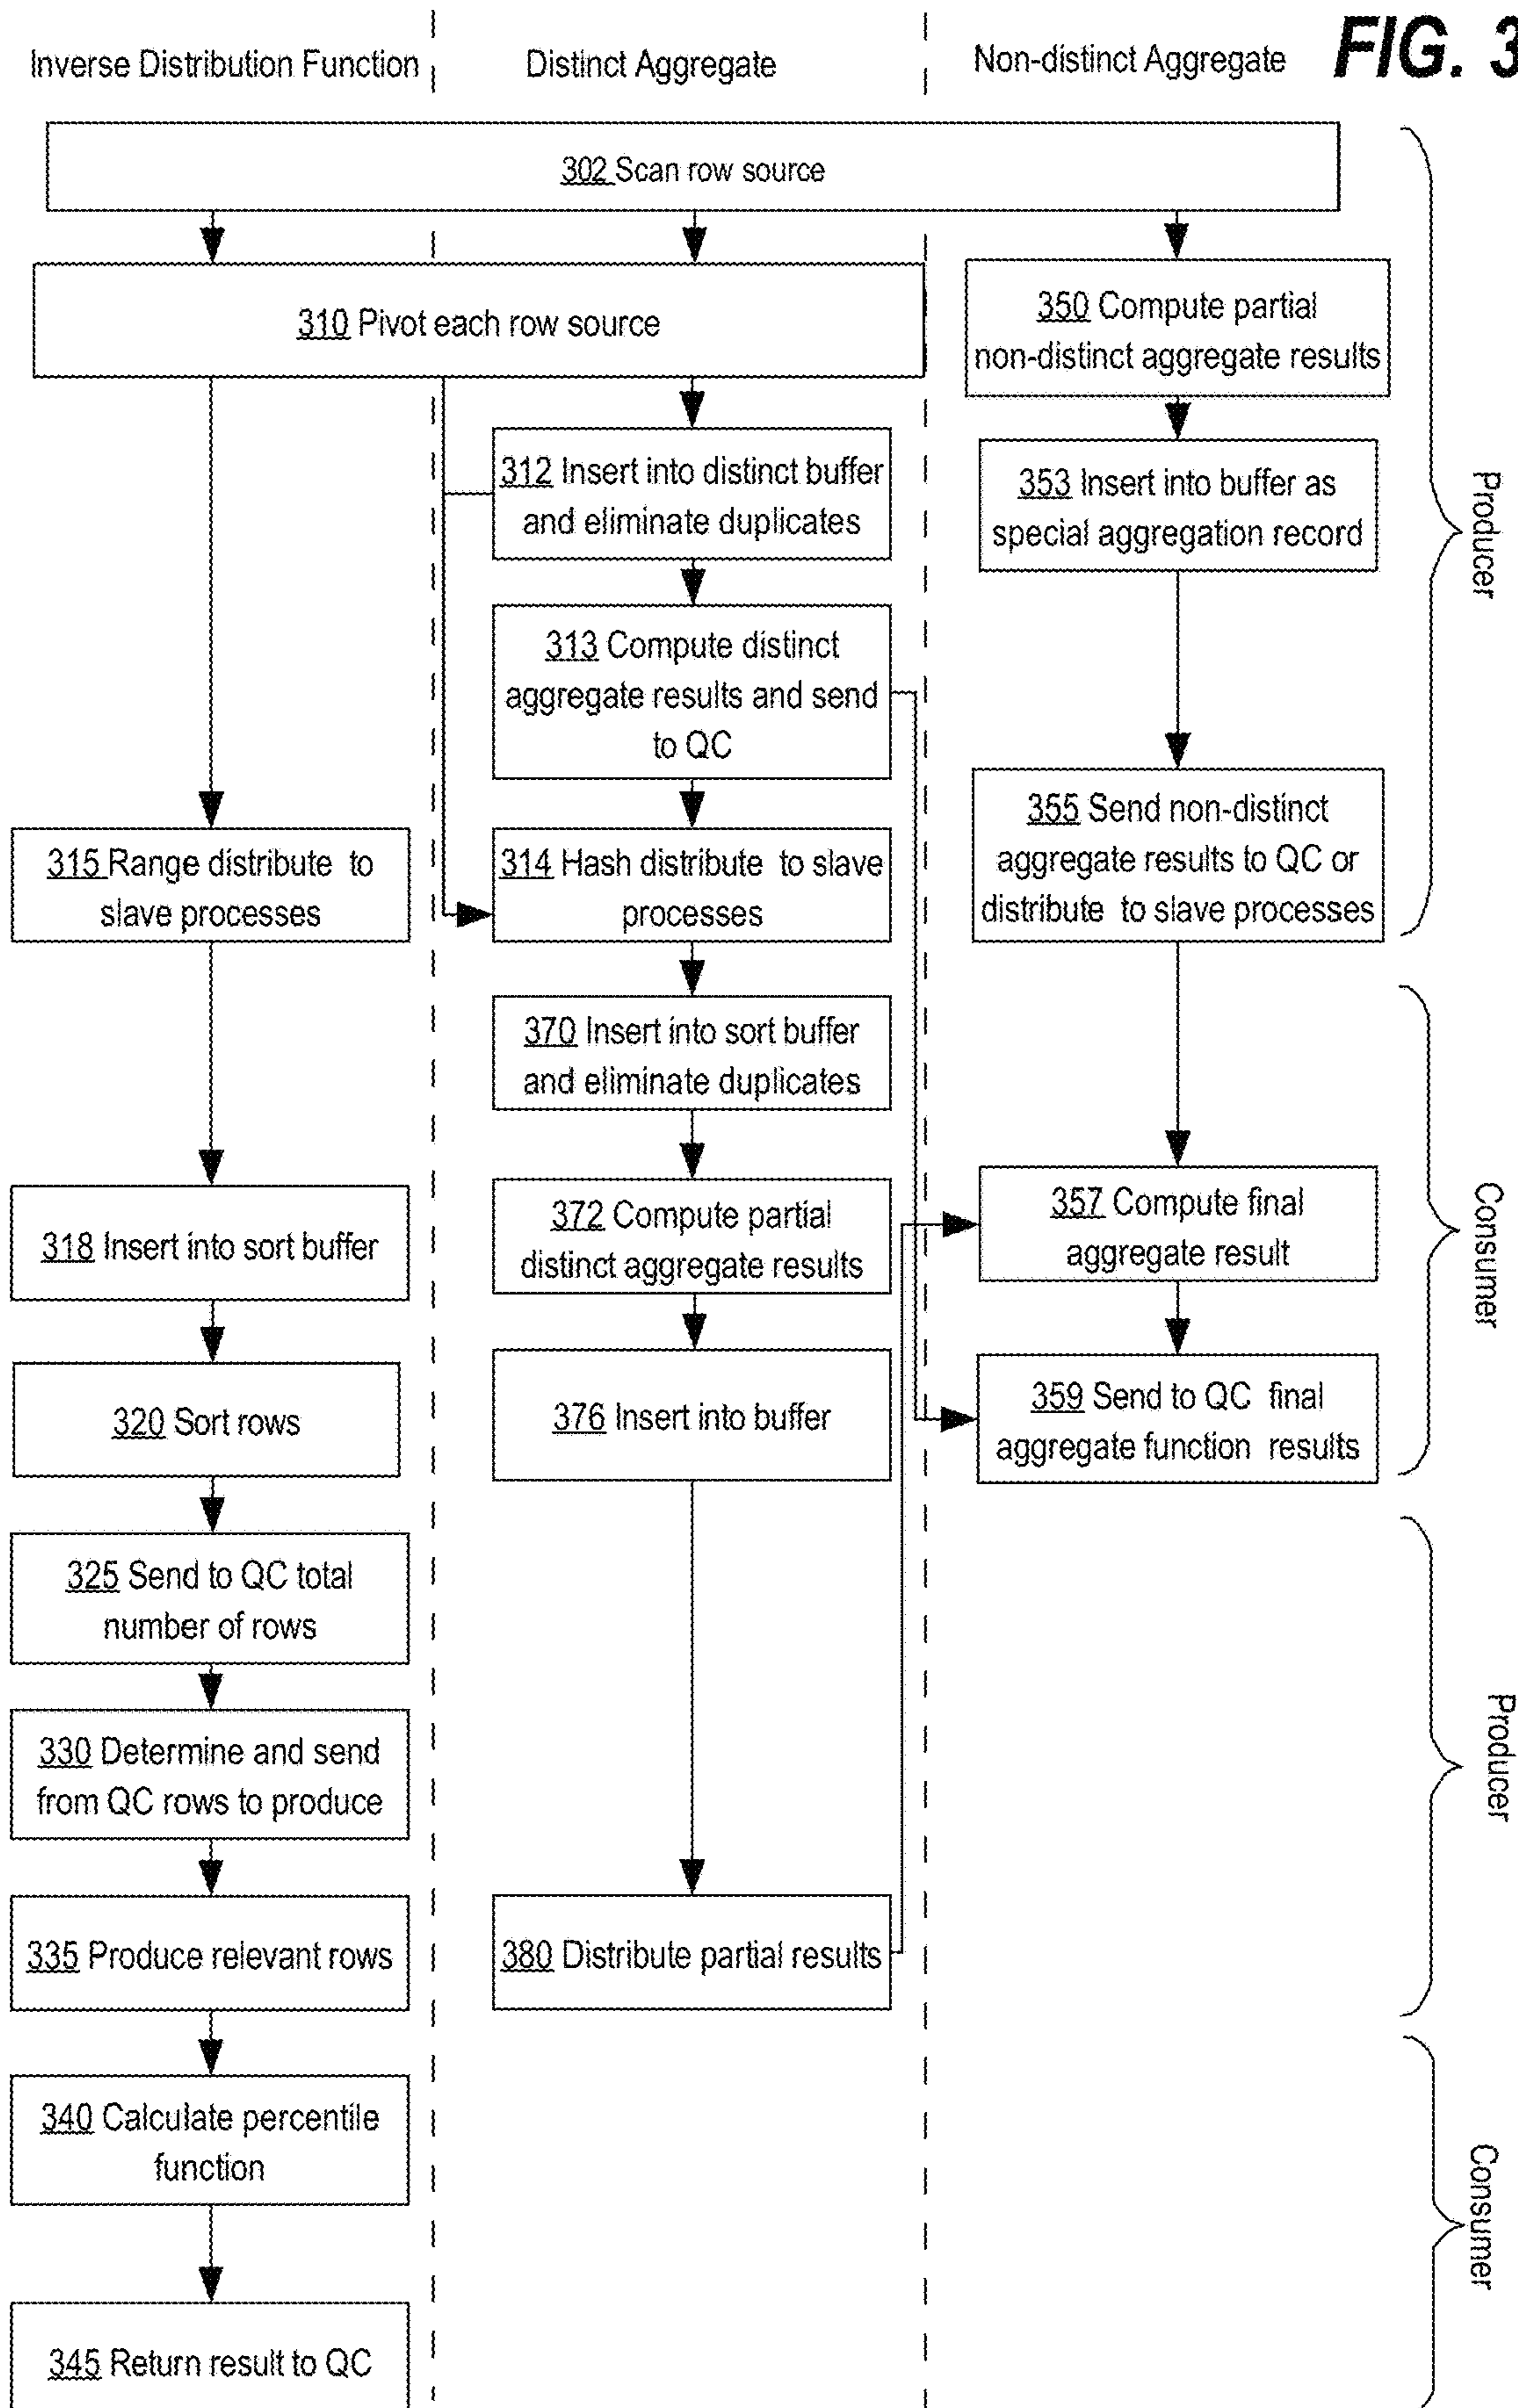 Inverse Distribution Function
Distinct Aggregate
Non-distinct Aggregate
FIG. 3
302 Scan row source
310 Pivot each row source
350 Compute partial
non-distinct aggregate results
312 Insert into distinct buffer
and eliminate duplicates
353 Insert into buffer as
special aggregation record
Producer
313 Compute distinct
aggregate results and send
to QC
315 Range distribute to
slave processes
314 Hash distribute to slave
processes
355 Send non-distinct
aggregate results to QC or
distribute to slave processes
370 Insert into sort buffer
and eliminate duplicates
318 Insert into sort buffer
372 Compute partial
distinct aggregate results
357 Compute final
aggregate result
Consumer
320 Sort rows
376 Insert into buffer
359 Send to QC final
aggregate function results
325 Send to QC total
number of rows
330 Determine and send
from QC rows to produce
Producer
335 Produce relevant rows
380 Distribute partial results
340 Calculate percentile
function
Consumer
345 Return result to QC